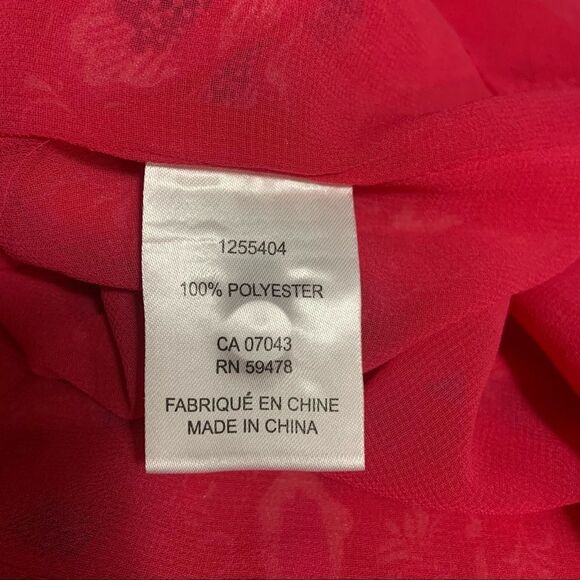 1255404
100% POLYESTER
CA 07043
RN 59478
FABRIQUÉ EN CHINE
MADE IN CHINA